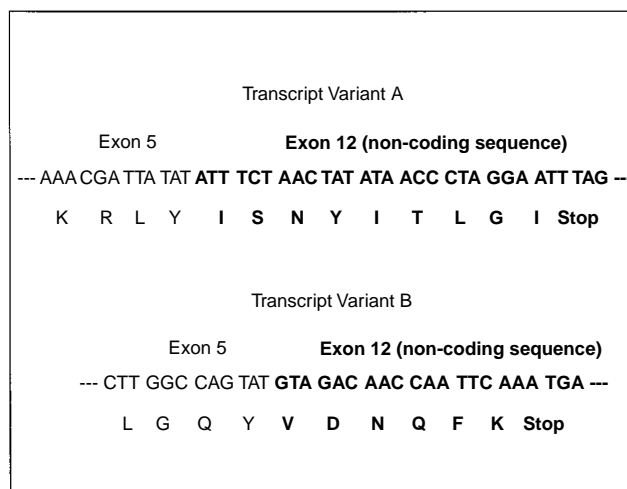 Transcript Variant A
Exon 5 Exon 12 (non-coding sequence)
--- AAA CGA TTA TAT ATT TCT AAC TAT ATA ACC CTA GGA ATT TAG ---
K R L Y I S N Y I T L G I Stop
Transcript Variant B
Exon 5 Exon 12 (non-coding sequence)
--- CTT GGC CAG TAT GTA GAC AAC CAA TTC AAA TGA ---
L G Q Y V D N Q F K Stop